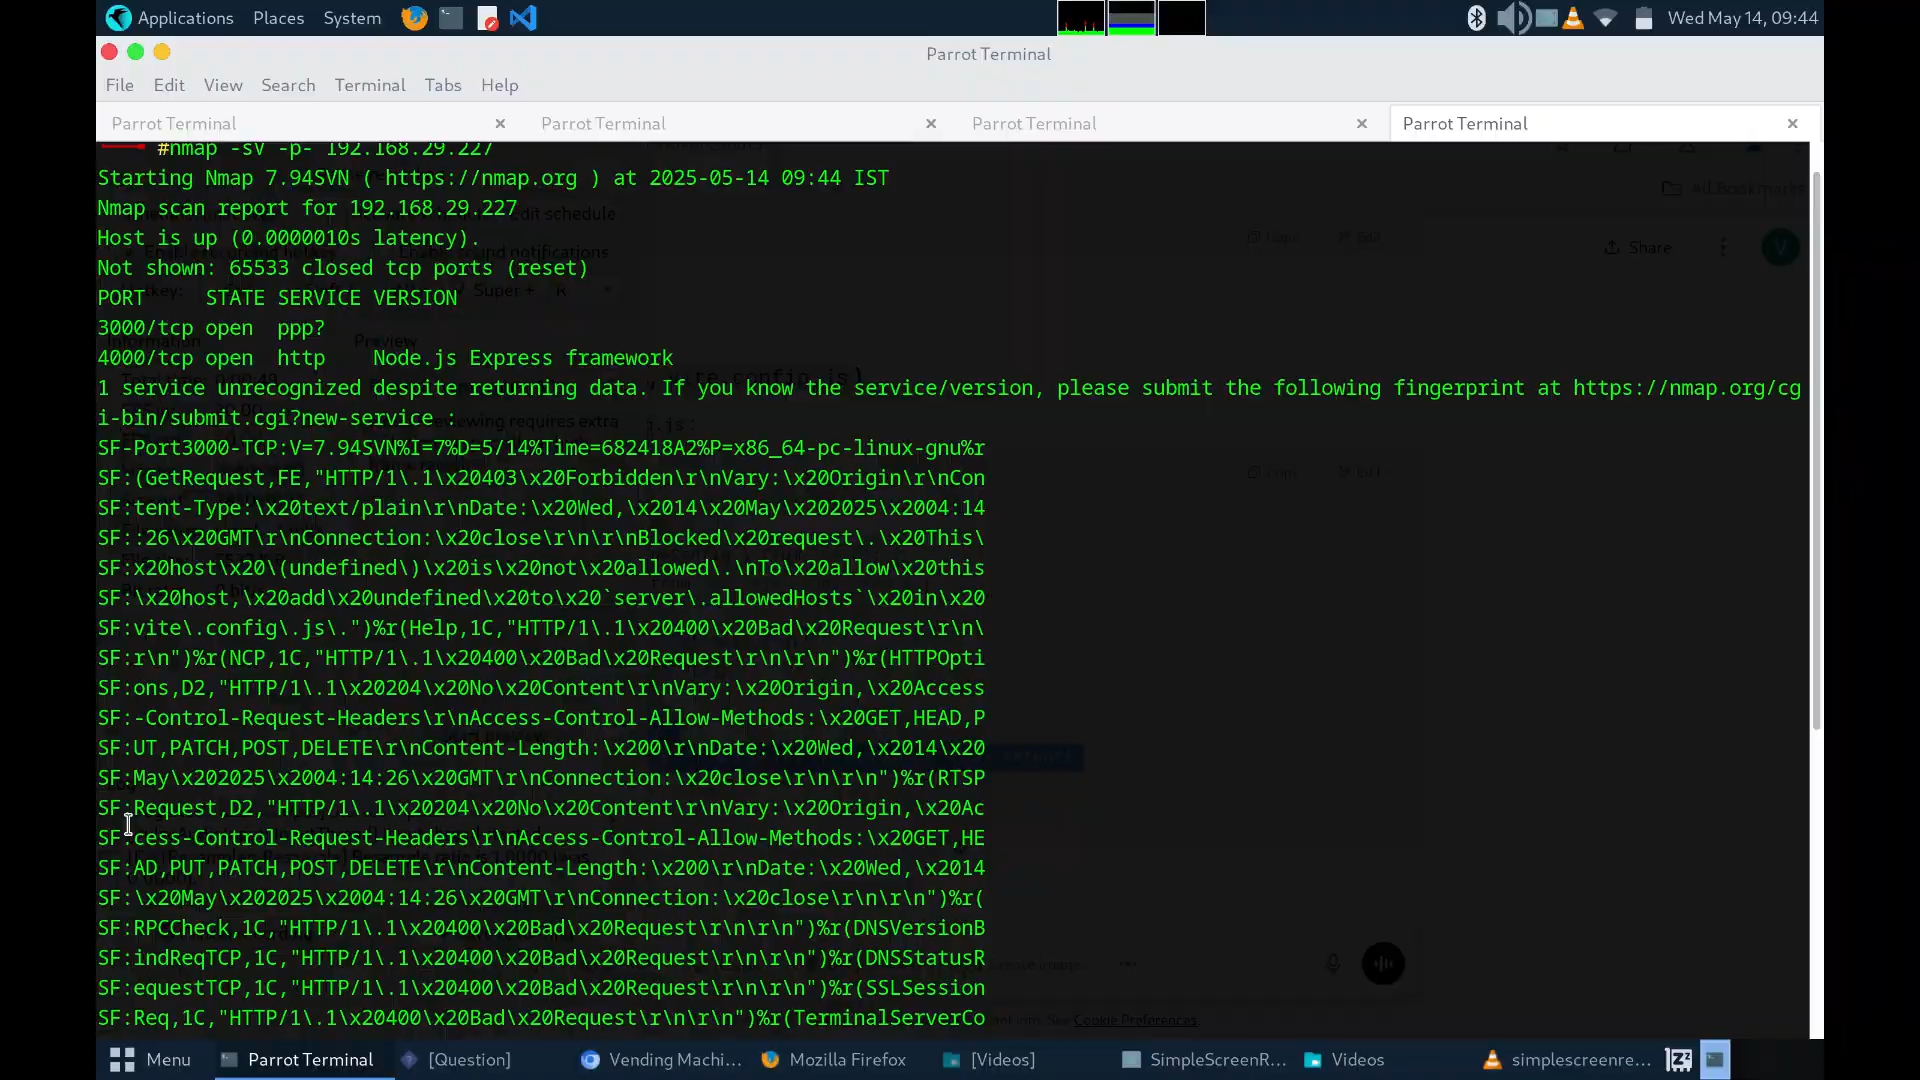 Applications Places System Wed May 14, 09:44
Parrot Terminal
File Edit View Search Terminal Tabs Help
Parrot Terminal × Parrot Terminal × Parrot Terminal × Parrot Terminal ×
#nmap -sV -p- 192.168.29.227
Starting Nmap 7.94SVN ( https://nmap.org ) at 2025-05-14 09:44 IST
Nmap scan report for 192.168.29.227
Host is up (0.0000010s latency).
Not shown: 65533 closed tcp ports (reset)
PORT STATE SERVICE VERSION
3000/tcp open ppp?
4000/tcp open http Node.js Express framework
1 service unrecognized despite returning data. If you know the service/version, please submit the following fingerprint at https://nmap.org/cg
i-bin/submit.cgi?new-service :
SF-Port3000-TCP:V=7.94SVN%I=7%D=5/14%Time=682418A2%P=x86_64-pc-linux-gnu%r
SF:(GetRequest,FE,"HTTP/1\.1\x20403\x20Forbidden\r\nVary:\x20Origin\r\nCon
SF:tent-Type:\x20text/plain\r\nDate:\x20Wed,\x2014\x20May\x202025\x2004:14
SF::26\x20GMT\r\nConnection:\x20close\r\n\r\nBlocked\x20request\.\x20This\
SF:x20host\x20\(undefined\)\x20is\x20not\x20allowed\.\nTo\x20allow\x20this
SF:\x20host,\x20add\x20undefined\x20to\x20`server\.allowedHosts`\x20in\x20
SF:vite\.config\.js\.")%r(Help,1C,"HTTP/1\.1\x20400\x20Bad\x20Request\r\n\
SF:r\n")%r(NCP,1C,"HTTP/1\.1\x20400\x20Bad\x20Request\r\n\r\n")%r(HTTPOpti
SF:ons,D2,"HTTP/1\.1\x20204\x20No\x20Content\r\nVary:\x20Origin,\x20Access
SF:-Control-Request-Headers\r\nAccess-Control-Allow-Methods:\x20GET,HEAD,P
SF:UT,PATCH,POST,DELETE\r\nContent-Length:\x200\r\nDate:\x20Wed,\x2014\x20
SF:May\x202025\x2004:14:26\x20GMT\r\nConnection:\x20close\r\n\r\n")%r(RTSP
SF:Request,D2,"HTTP/1\.1\x20204\x20No\x20Content\r\nVary:\x20Origin,\x20Ac
SF:cess-Control-Request-Headers\r\nAccess-Control-Allow-Methods:\x20GET,HE
SF:AD,PUT,PATCH,POST,DELETE\r\nContent-Length:\x200\r\nDate:\x20Wed,\x2014
SF:\x20May\x202025\x2004:14:26\x20GMT\r\nConnection:\x20close\r\n\r\n")%r(
SF:RPCCheck,1C,"HTTP/1\.1\x20400\x20Bad\x20Request\r\n\r\n")%r(DNSVersionB
SF:indReqTCP,1C,"HTTP/1\.1\x20400\x20Bad\x20Request\r\n\r\n")%r(DNSStatusR
SF:equestTCP,1C,"HTTP/1\.1\x20400\x20Bad\x20Request\r\n\r\n")%r(SSLSession
SF:Req,1C,"HTTP/1\.1\x20400\x20Bad\x20Request\r\n\r\n")%r(TerminalServerCo
Menu Parrot Terminal [Question] Vending Machi... Mozilla Firefox [Videos] SimpleScreenR... Videos simplescreenre...